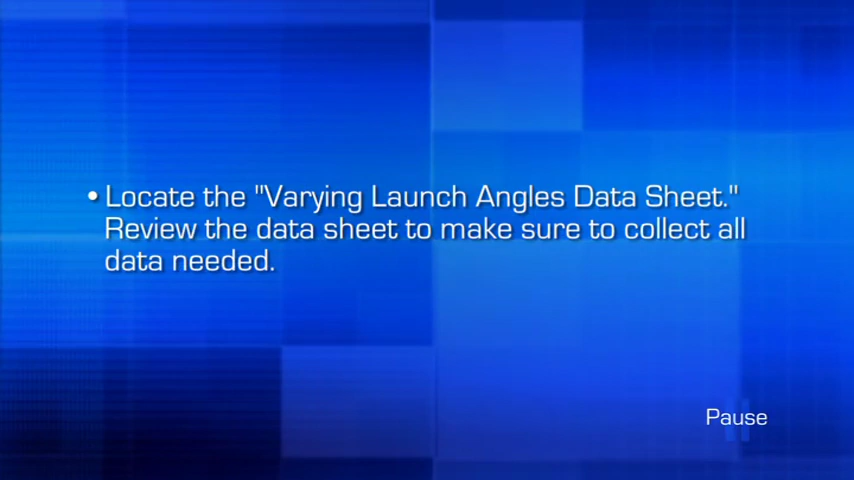 • Locate the "Varying Launch Angles Data Sheet."
Review the data sheet to make sure to collect all
data needed.
Pause